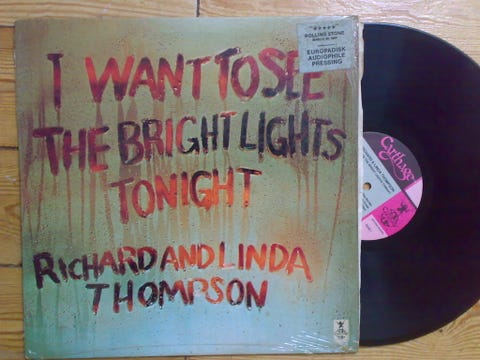 I WANT TO SEE
THE BRIGHT LIGHTS
TONIGHT
RICHARD AND LINDA
THOMPSON
★★★★★
ROLLING STONE
EUROPADISK
AUDIOPHILE
PRESSING
Carthage